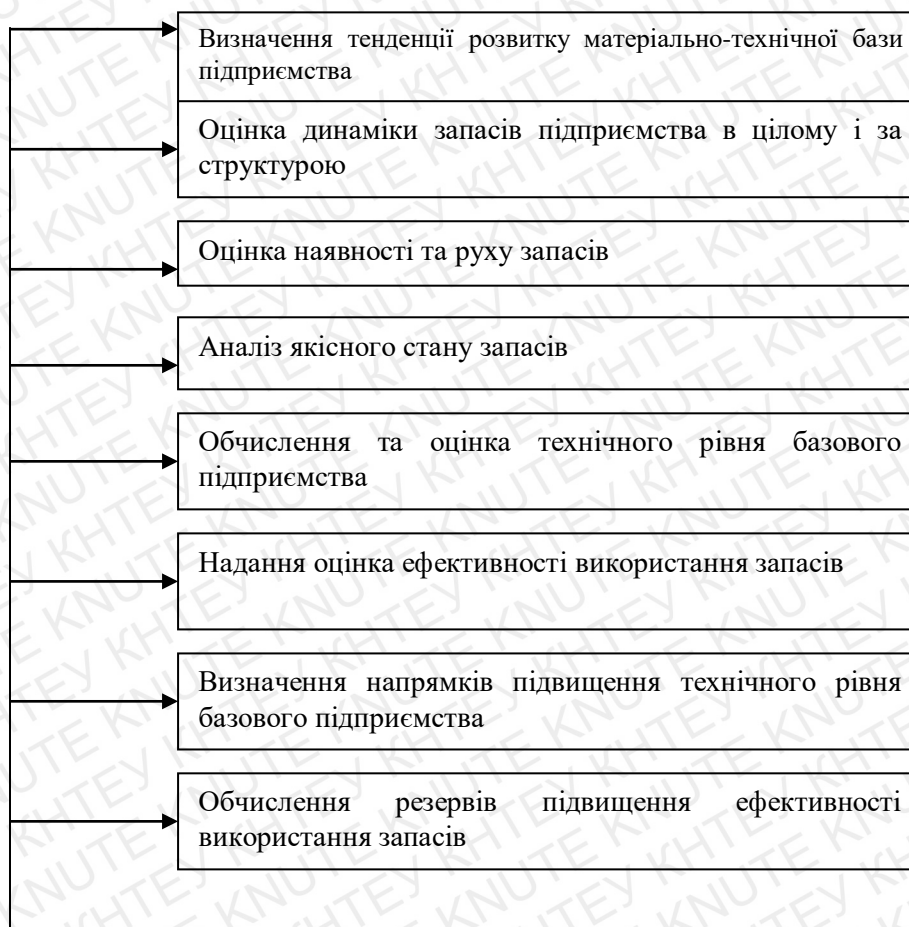 Визначення тенденції розвитку матеріально-технічної бази
підприємства
Оцінка динаміки запасів підприємства в цілому і за
структурою
Оцінка наявності та руху запасів
Аналіз якісного стану запасів
Обчислення та оцінка технічного рівня базового
підприємства
Надання оцінка ефективності використання запасів
Визначення напрямків підвищення технічного рівня
базового підприємства
Обчислення резервів підвищення ефективності
використання запасів